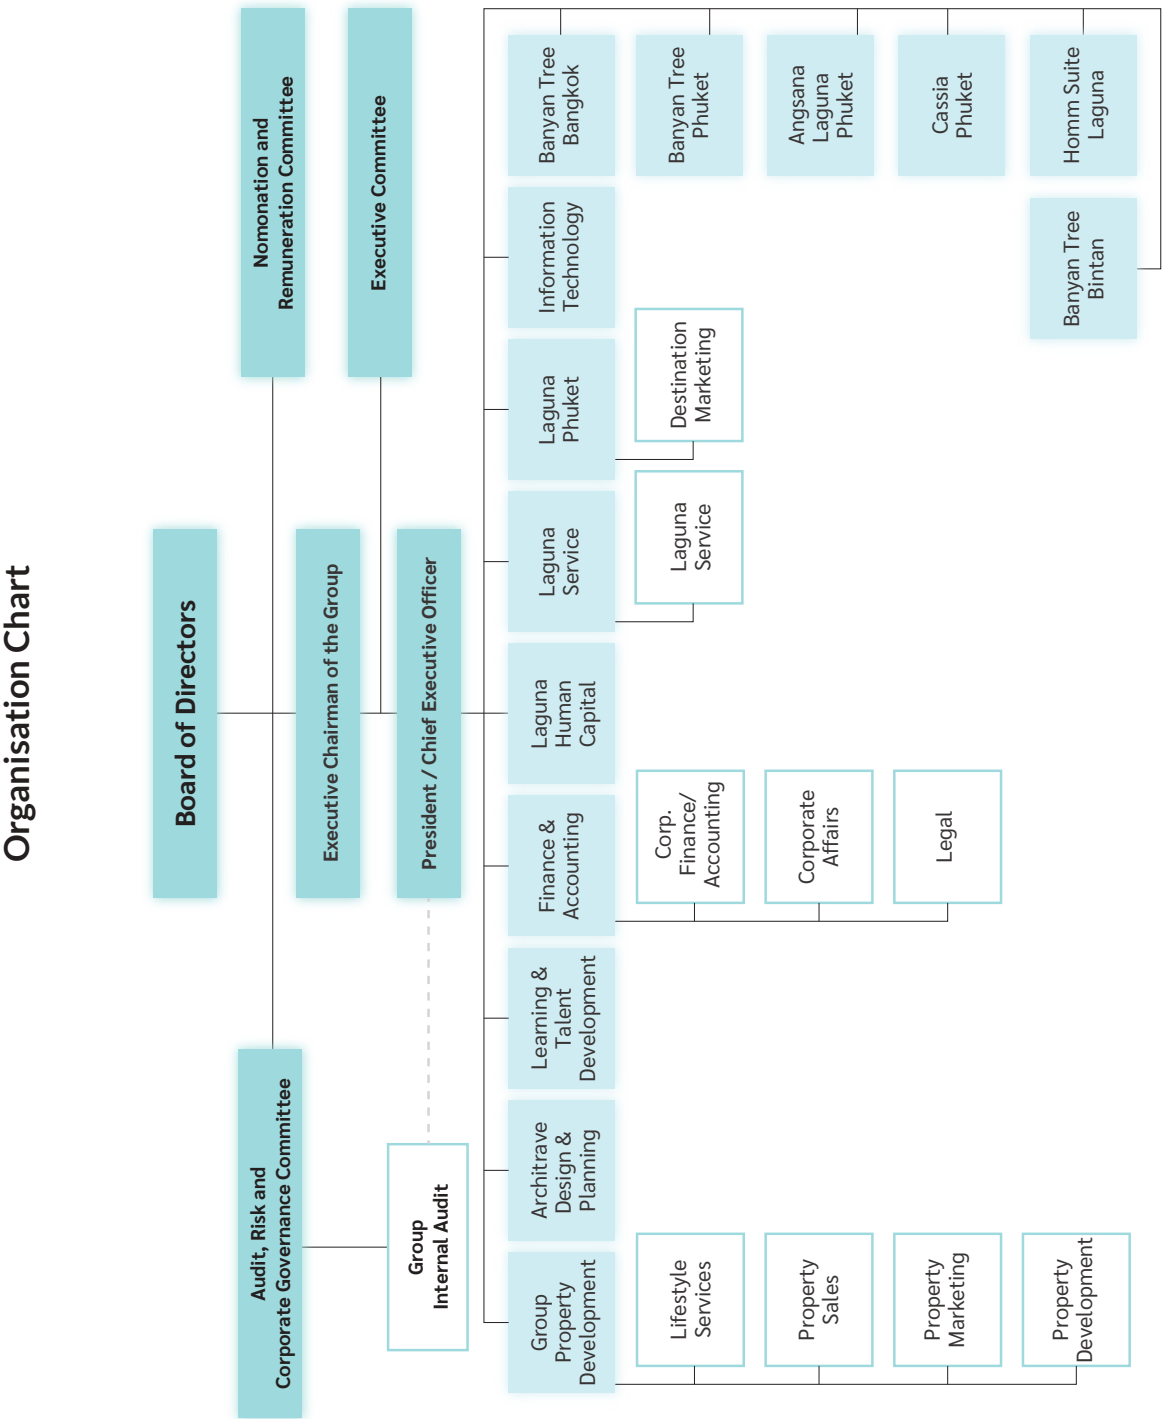 Organisation Chart
Board of Directors
Audit, Risk and
Corporate Governance Committee
Nomonation and
Remuneration Committee
Executive Chairman of the Group
Executive Committee
Group
Internal Audit
President / Chief Executive Officer
Group
Property
Development
Architrave
Design &
Planning
Learning &
Talent
Development
Finance &
Accounting
Laguna
Human
Capital
Laguna
Service
Laguna
Phuket
Information
Technology
Banyan Tree
Bangkok
Lifestyle
Services
Corp.
Finance/
Accounting
Laguna
Service
Destination
Marketing
Banyan Tree
Phuket
Property
Sales
Corporate
Affairs
Angsana
Laguna
Phuket
Property
Marketing
Legal
Cassia
Phuket
Property
Development
Banyan Tree
Bintan
Homm Suite
Laguna